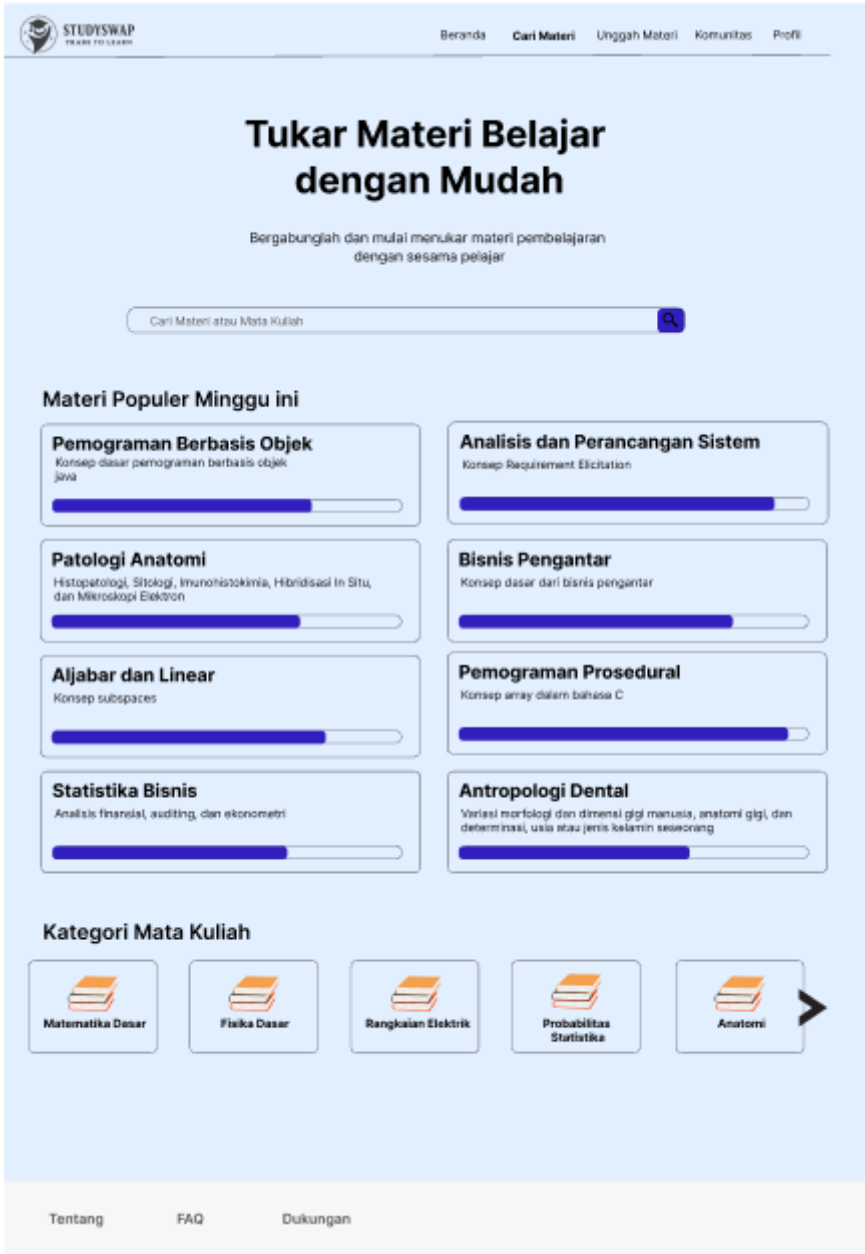 STUDYSWAP
TRADE TO LEARN
Beranda Cari Materi Unggah Materi Komunitas Profil
Tukar Materi Belajar
dengan Mudah
Bergabunglah dan mulai menukar materi pembelajaran
dengan sesama pelajar
Cari Materi atau Mata Kuliah
Materi Populer Minggu ini
Pemograman Berbasis Objek
Konsep dasar pemograman berbasis objek
java
Analisis dan Perancangan Sistem
Konsep Requirement Elicitation
Patologi Anatomi
Histopatologi, Sitologi, Imunohistokimia, Hibridisasi In Situ,
dan Mikroskopi Elektron
Bisnis Pengantar
Konsep dasar dari bisnis pengantar
Aljabar dan Linear
Konsep subspaces
Pemograman Prosedural
Konsep array dalam bahasa C
Statistika Bisnis
Analisis finansial, auditing, dan ekonometri
Antropologi Dental
Variasi morfologi dan dimensi gigi manusia, anatomi gigi, dan
determinasi, usia atau jenis kelamin seseorang
Kategori Mata Kuliah
Matematika Dasar
Fisika Dasar
Rangkaian Elektrik
Probabilitas
Statistika
Anatomi
Tentang FAQ Dukungan